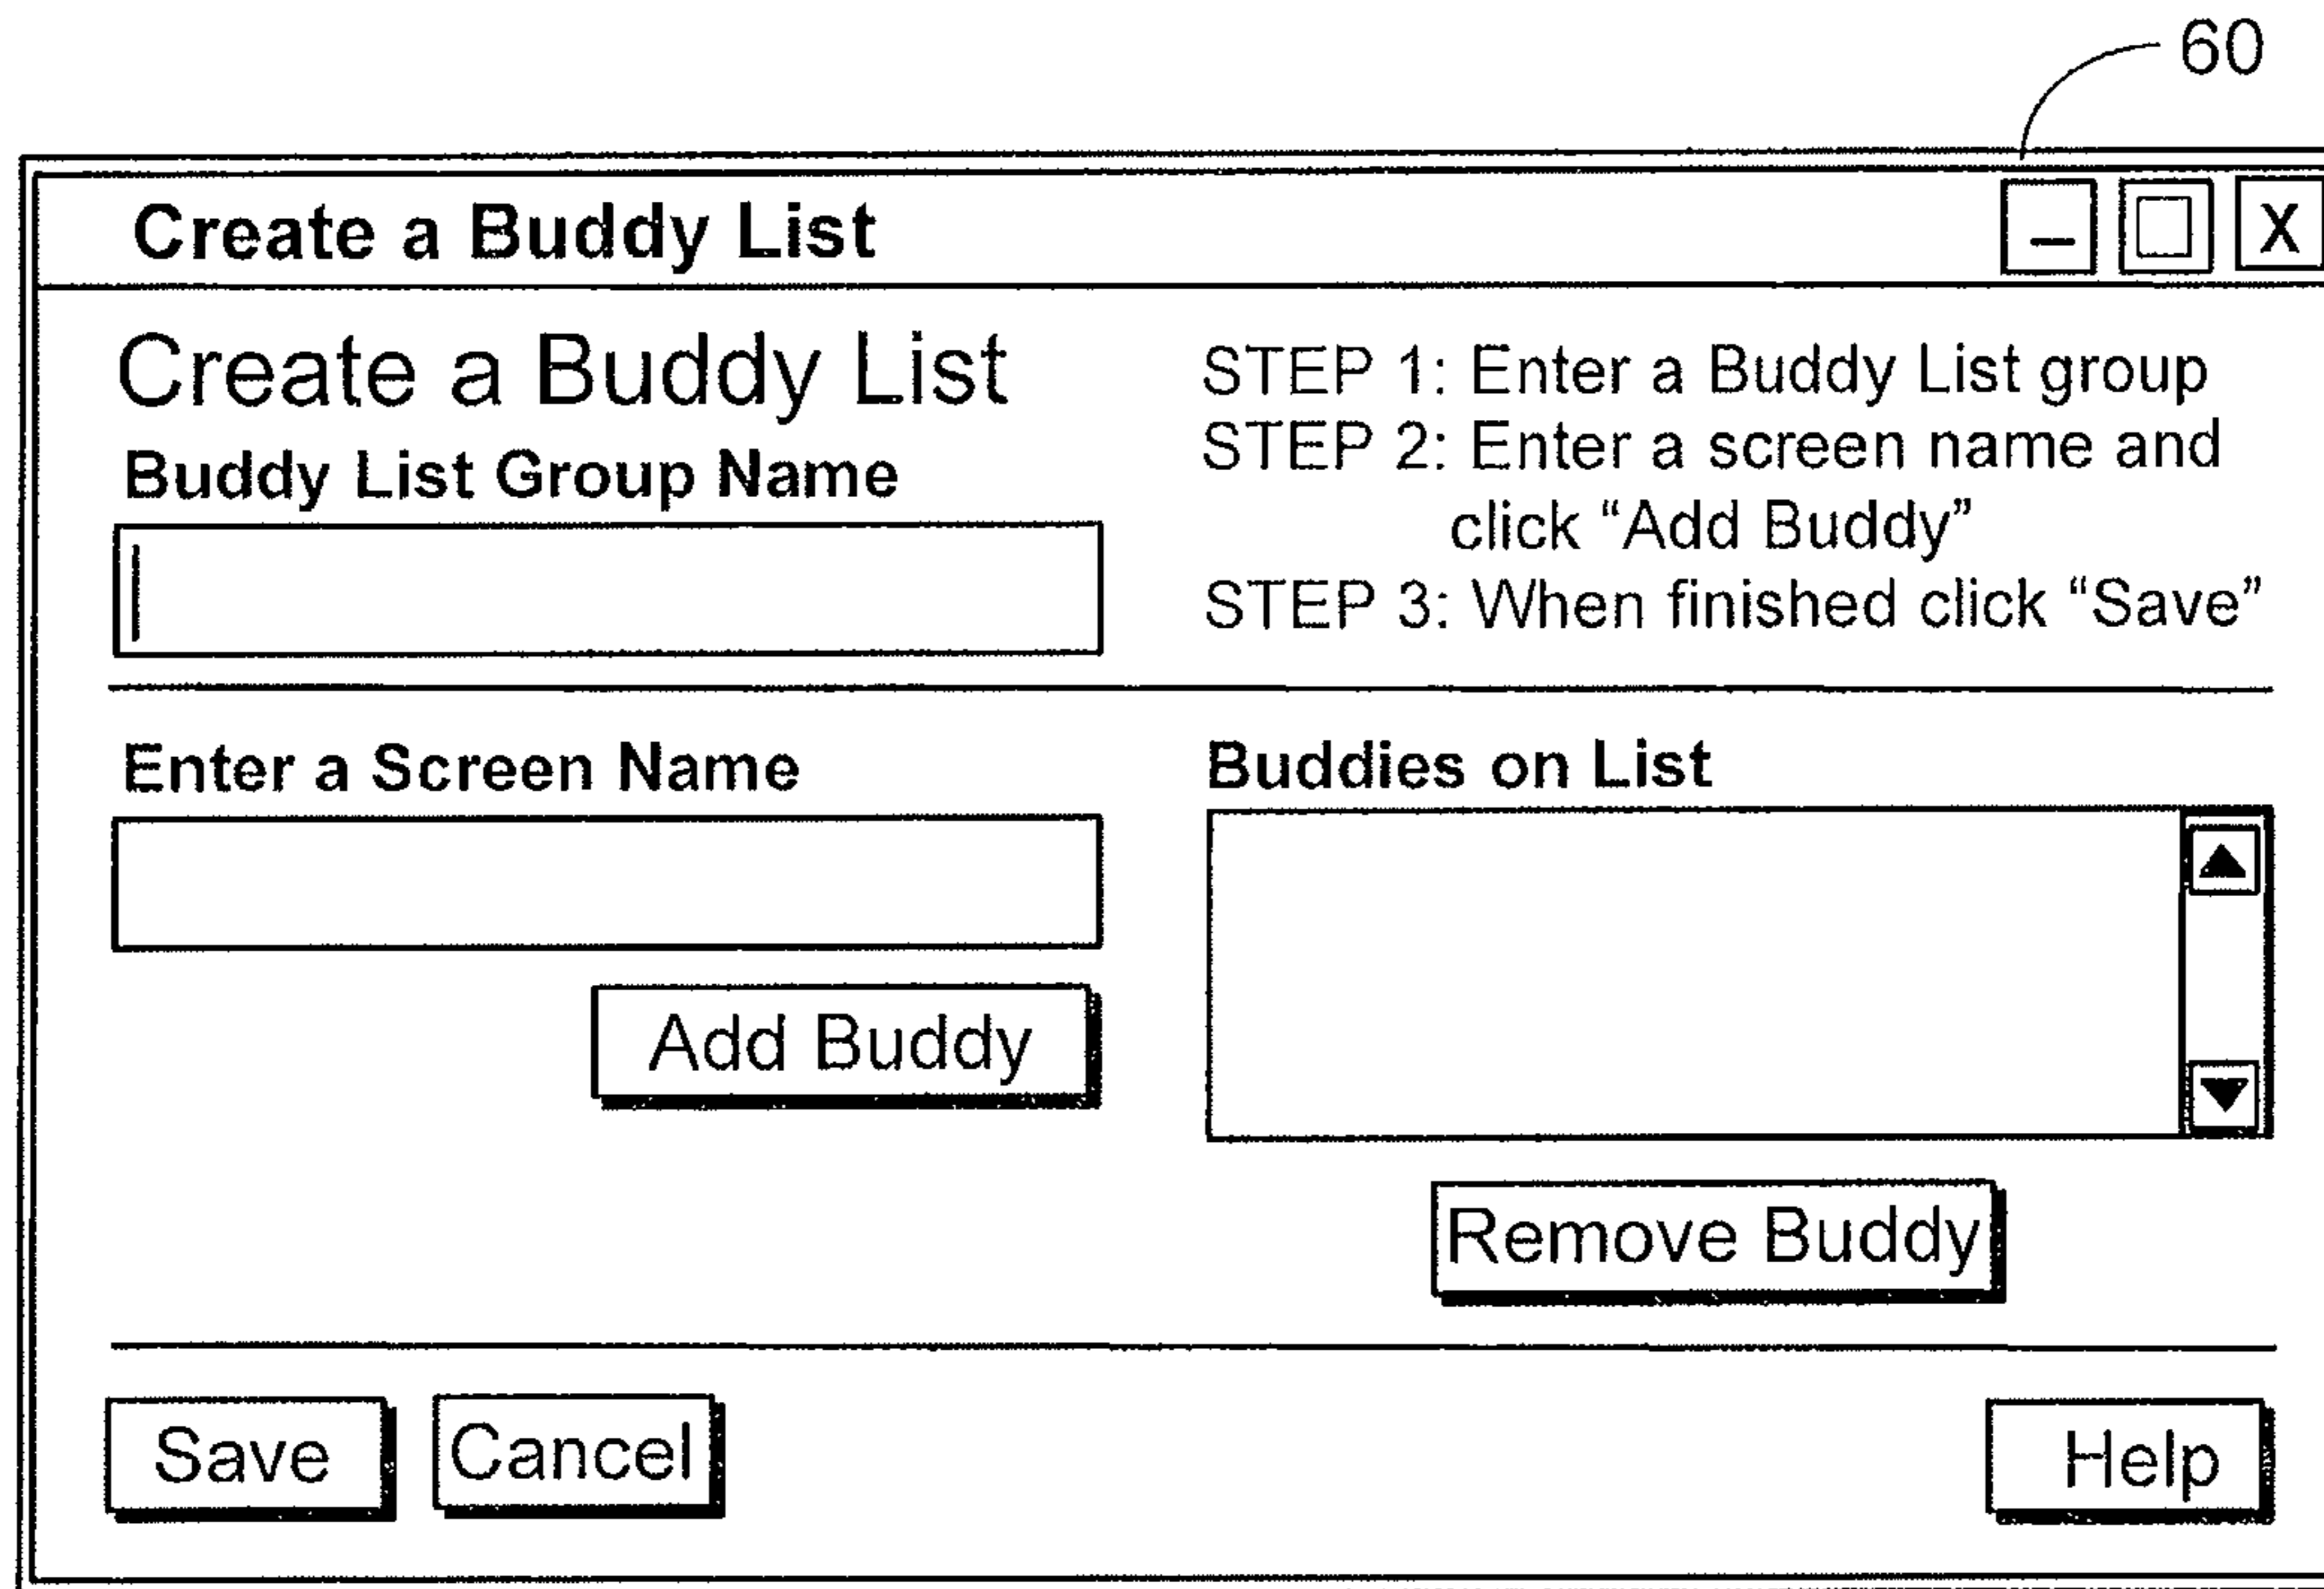 60
Create a Buddy List
X
Create a Buddy List
Buddy List Group Name
STEP 1: Enter a Buddy List group
STEP 2: Enter a screen name and
click “Add Buddy”
STEP 3: When finished click “Save”
Enter a Screen Name
Add Buddy
Buddies on List
Remove Buddy
Save
Cancel
Help